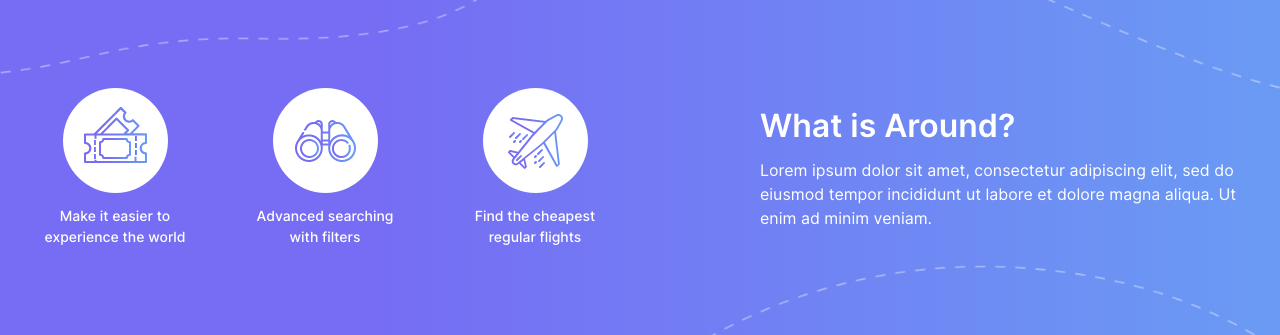 Make it easier to
experience the world
Advanced searching
with filters
Find the cheapest
regular flights
What is Around?
Lorem ipsum dolor sit amet, consectetur adipiscing elit, sed do
eiusmod tempor incididunt ut labore et dolore magna aliqua. Ut
enim ad minim veniam.